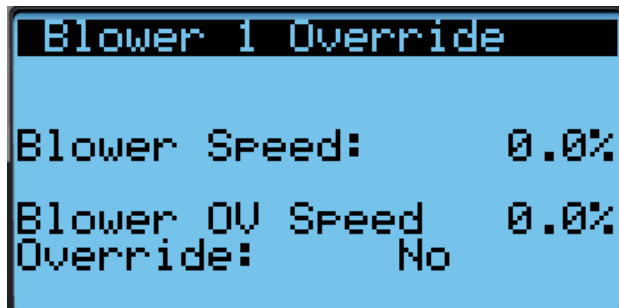 Blower 1 Override
Blower Speed: 0.0%
Blower OV Speed 0.0%
Override: No